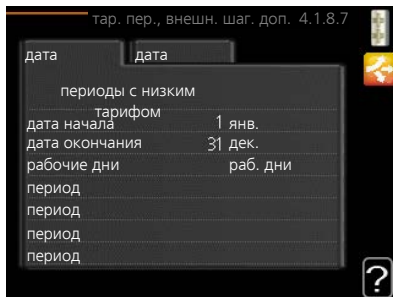 тар. пер., внешн. шаг. доп. 4.1.8.7
дата дата
периоды с низким
тарифом
дата начала 1 янв.
дата окончания 31 дек.
рабочие дни раб. дни
период
период
период
период
?